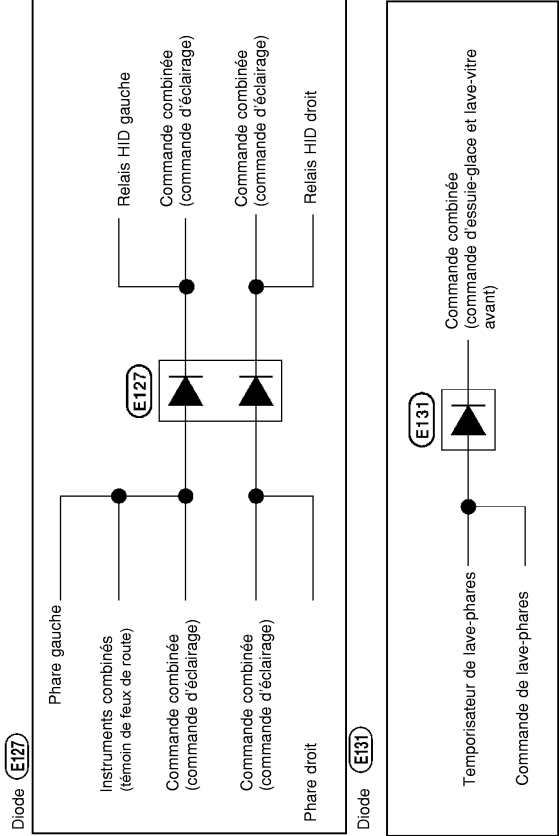 Diode E127
Phare gauche
Instruments combinés
(témoin de feux de route)
Commande combinée
(commande d'éclairage)
Commande combinée
(commande d'éclairage)
Phare droit
E127
Relais HID gauche
Commande combinée
(commande d'éclairage)
Commande combinée
(commande d'éclairage)
Relais HID droit
Diode E131
Temporisateur de lave-phares
Commande de lave-phares
E131
Commande combinée
(commande d'essuie-glace et lave-vitre
avant)